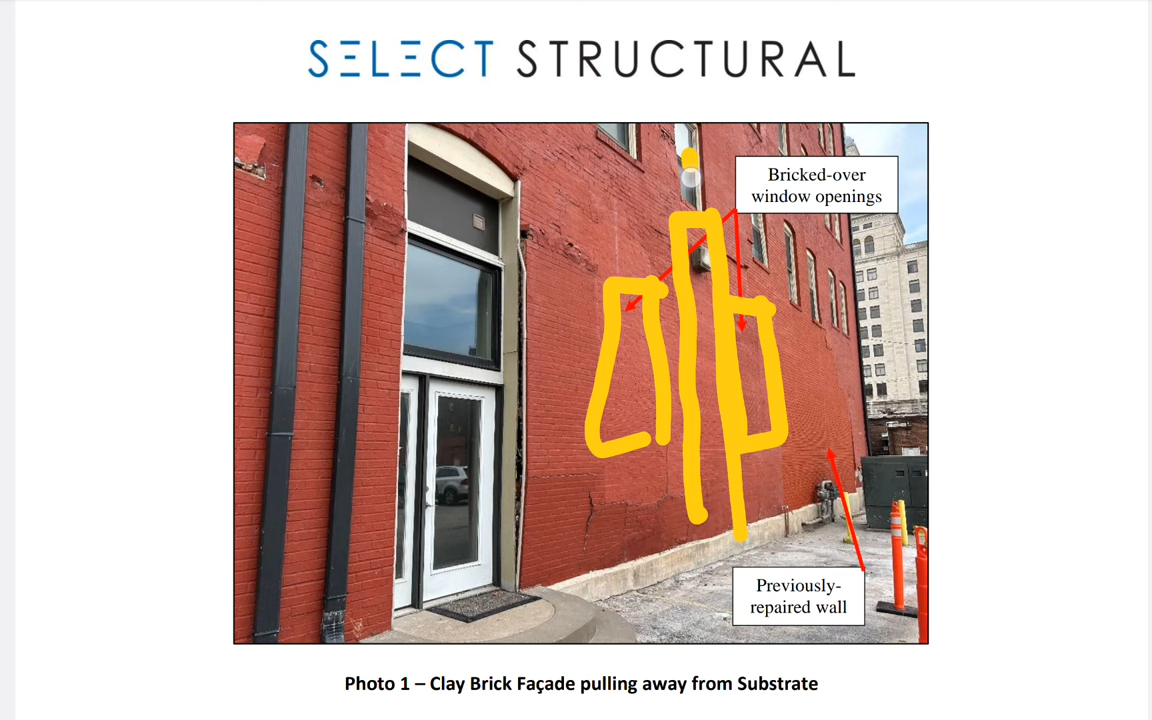 SELECT STRUCTURAL
Bricked-over
window openings
Previously-
repaired wall
Photo 1 – Clay Brick Façade pulling away from Substrate